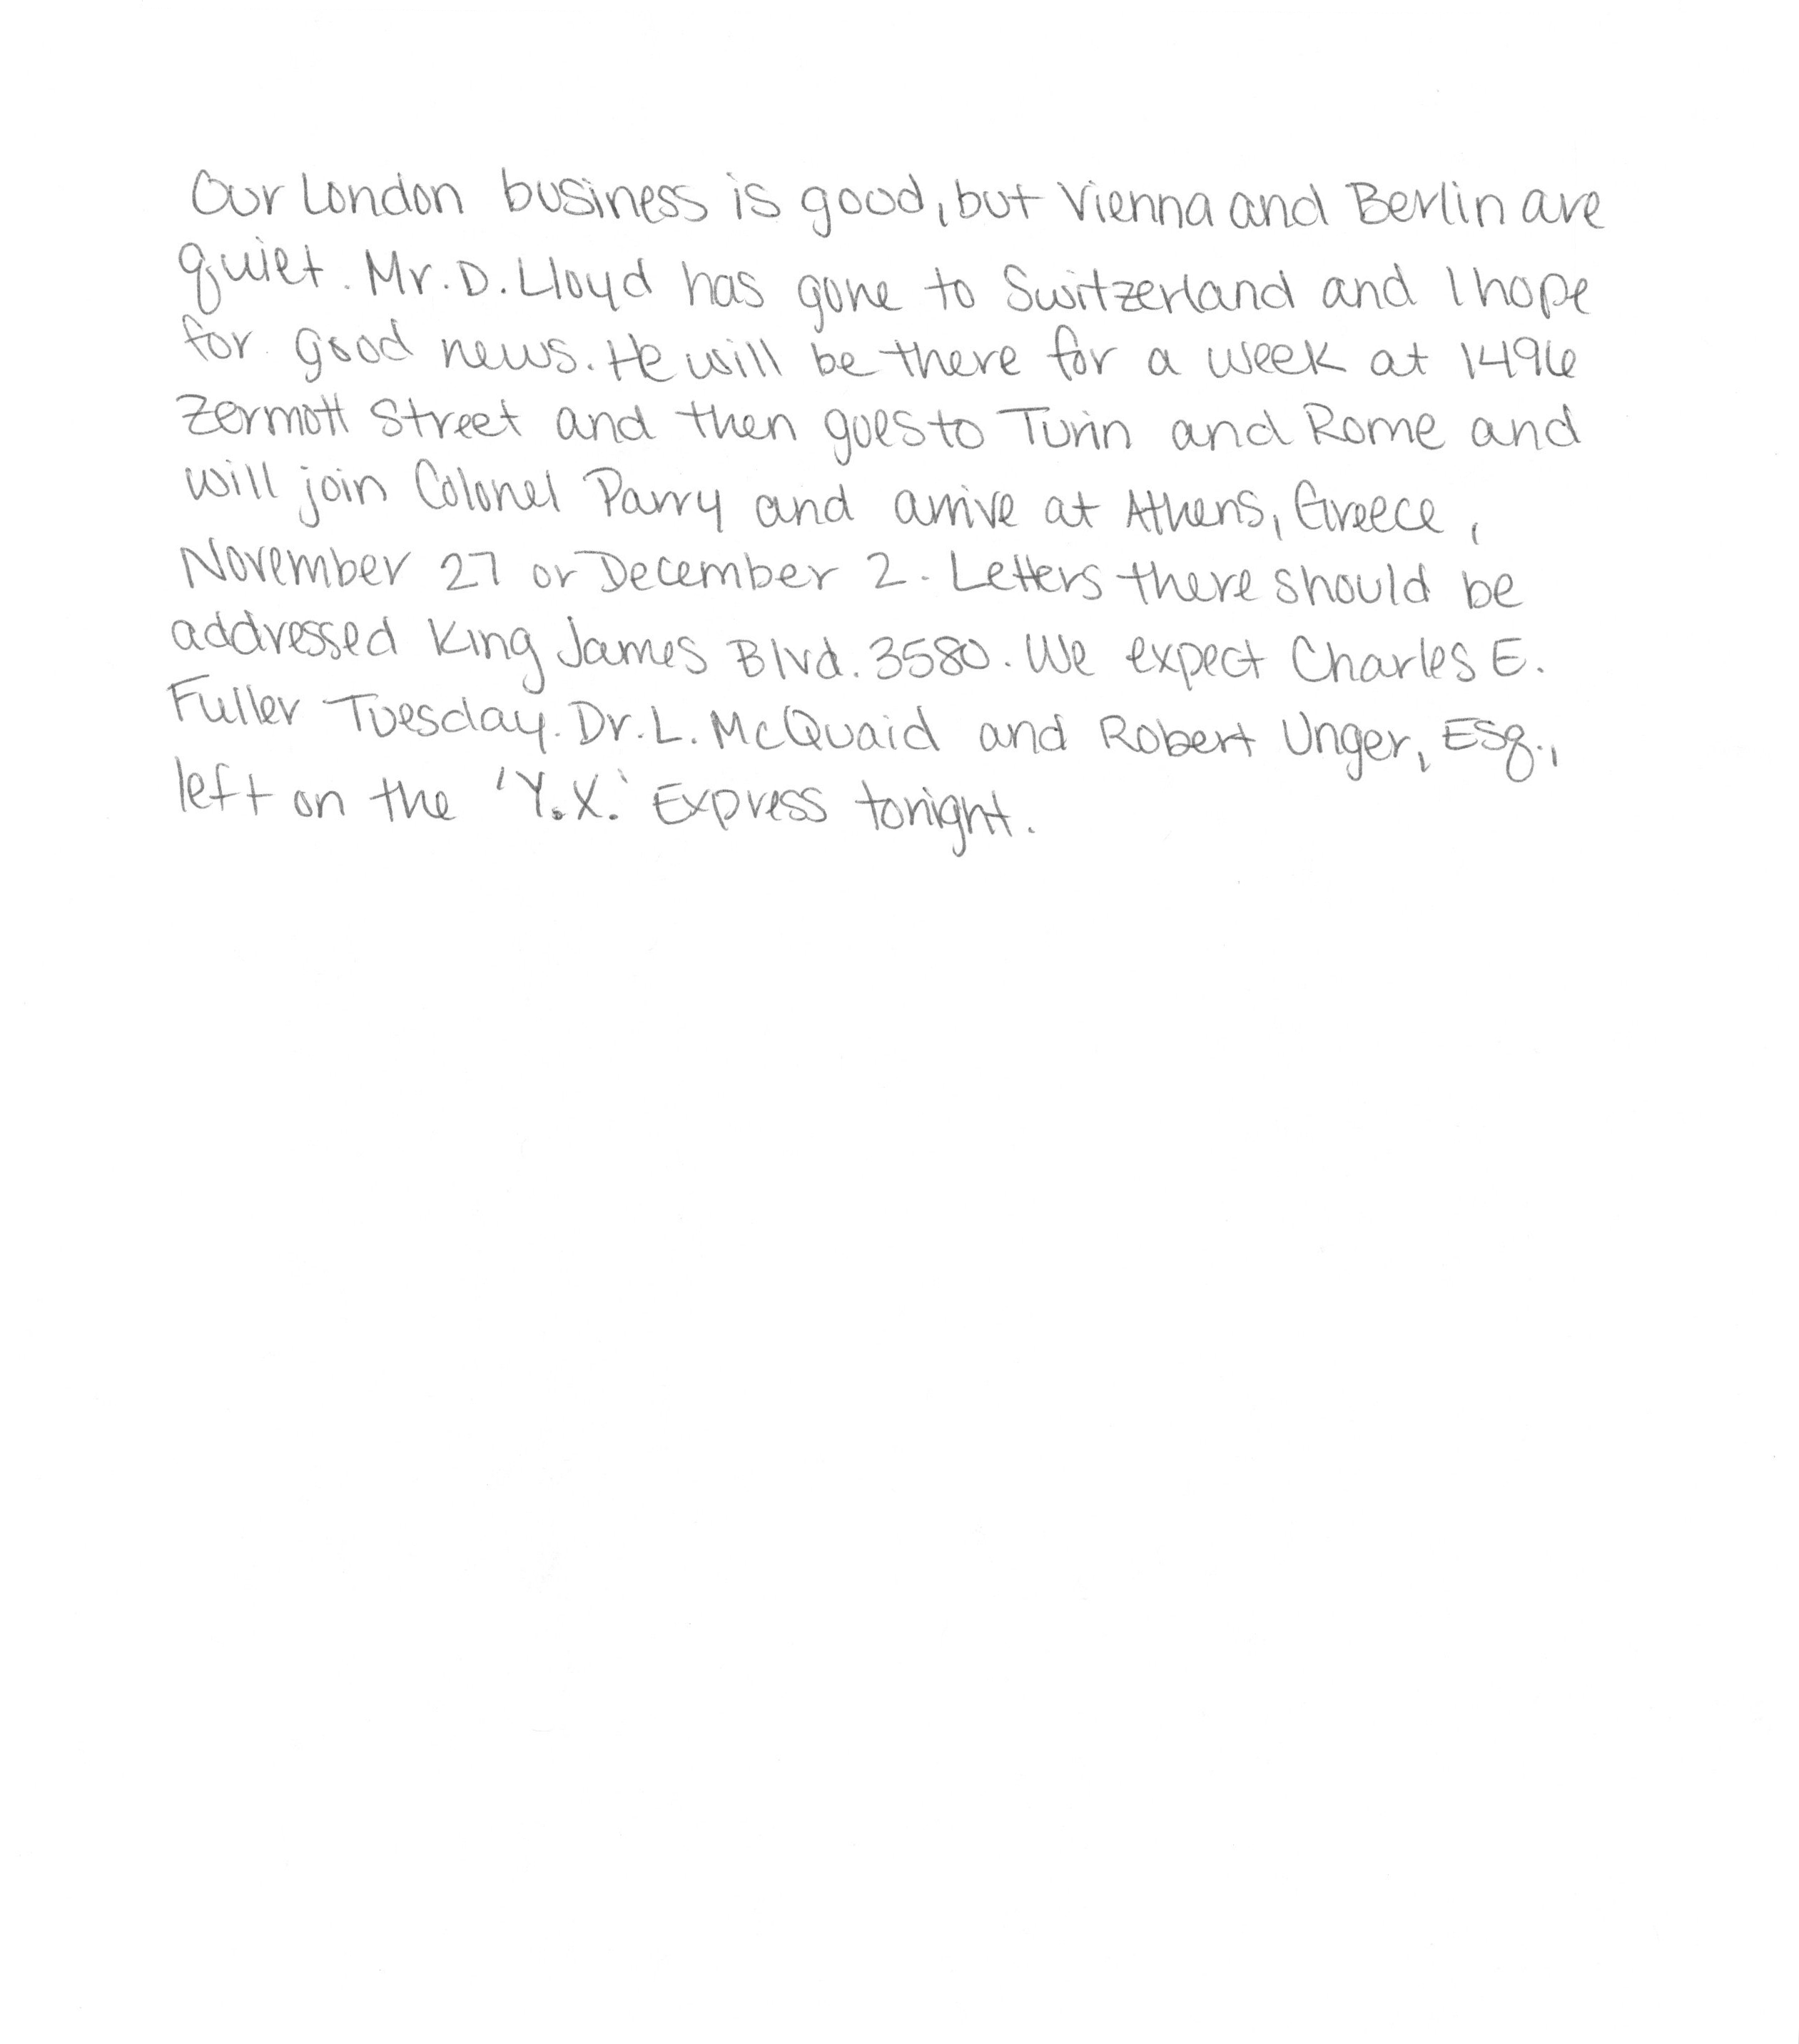 Our London business is good, but Vienna and Berlin are
quiet. Mr. D. Lloyd has gone to Switzerland and I hope
for good news. He will be there for a week at 1496
Zermott Street and then goes to Turin and Rome and
will join Colonel Parry and arrive at Athens, Greece,
November 27 or December 2. Letters there should be
addressed King James Blvd. 3580. We expect Charles E.
Fuller Tuesday. Dr. L. McQuaid and Robert Unger, Esq.,
left on the 'Y.X.' Express tonight.